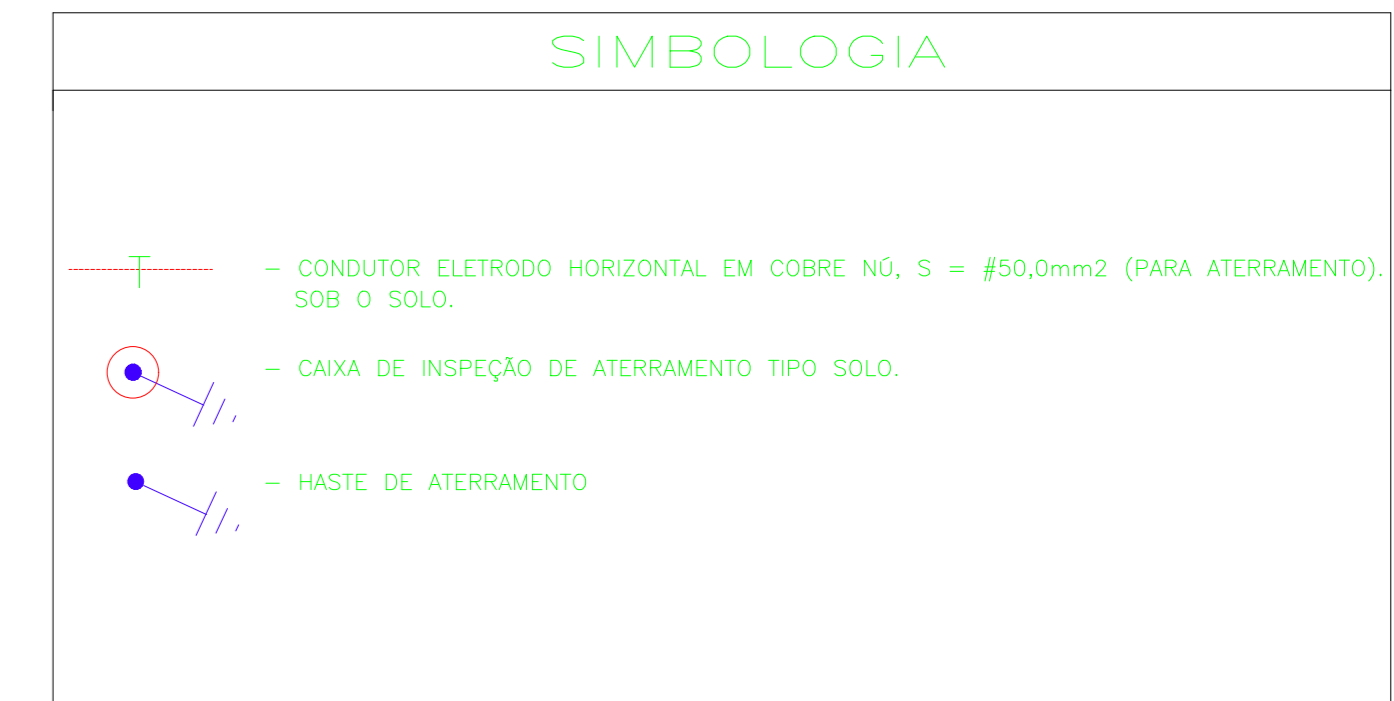 SIMBOLOGIA
T
— CONDUTOR ELETRODO HORIZONTAL EM COBRE NÚ, S = #50,0mm2 (PARA ATERRAMENTO).
SOB O SOLO.
— CAIXA DE INSPEÇÃO DE ATERRAMENTO TIPO SOLO.
— HASTE DE ATERRAMENTO